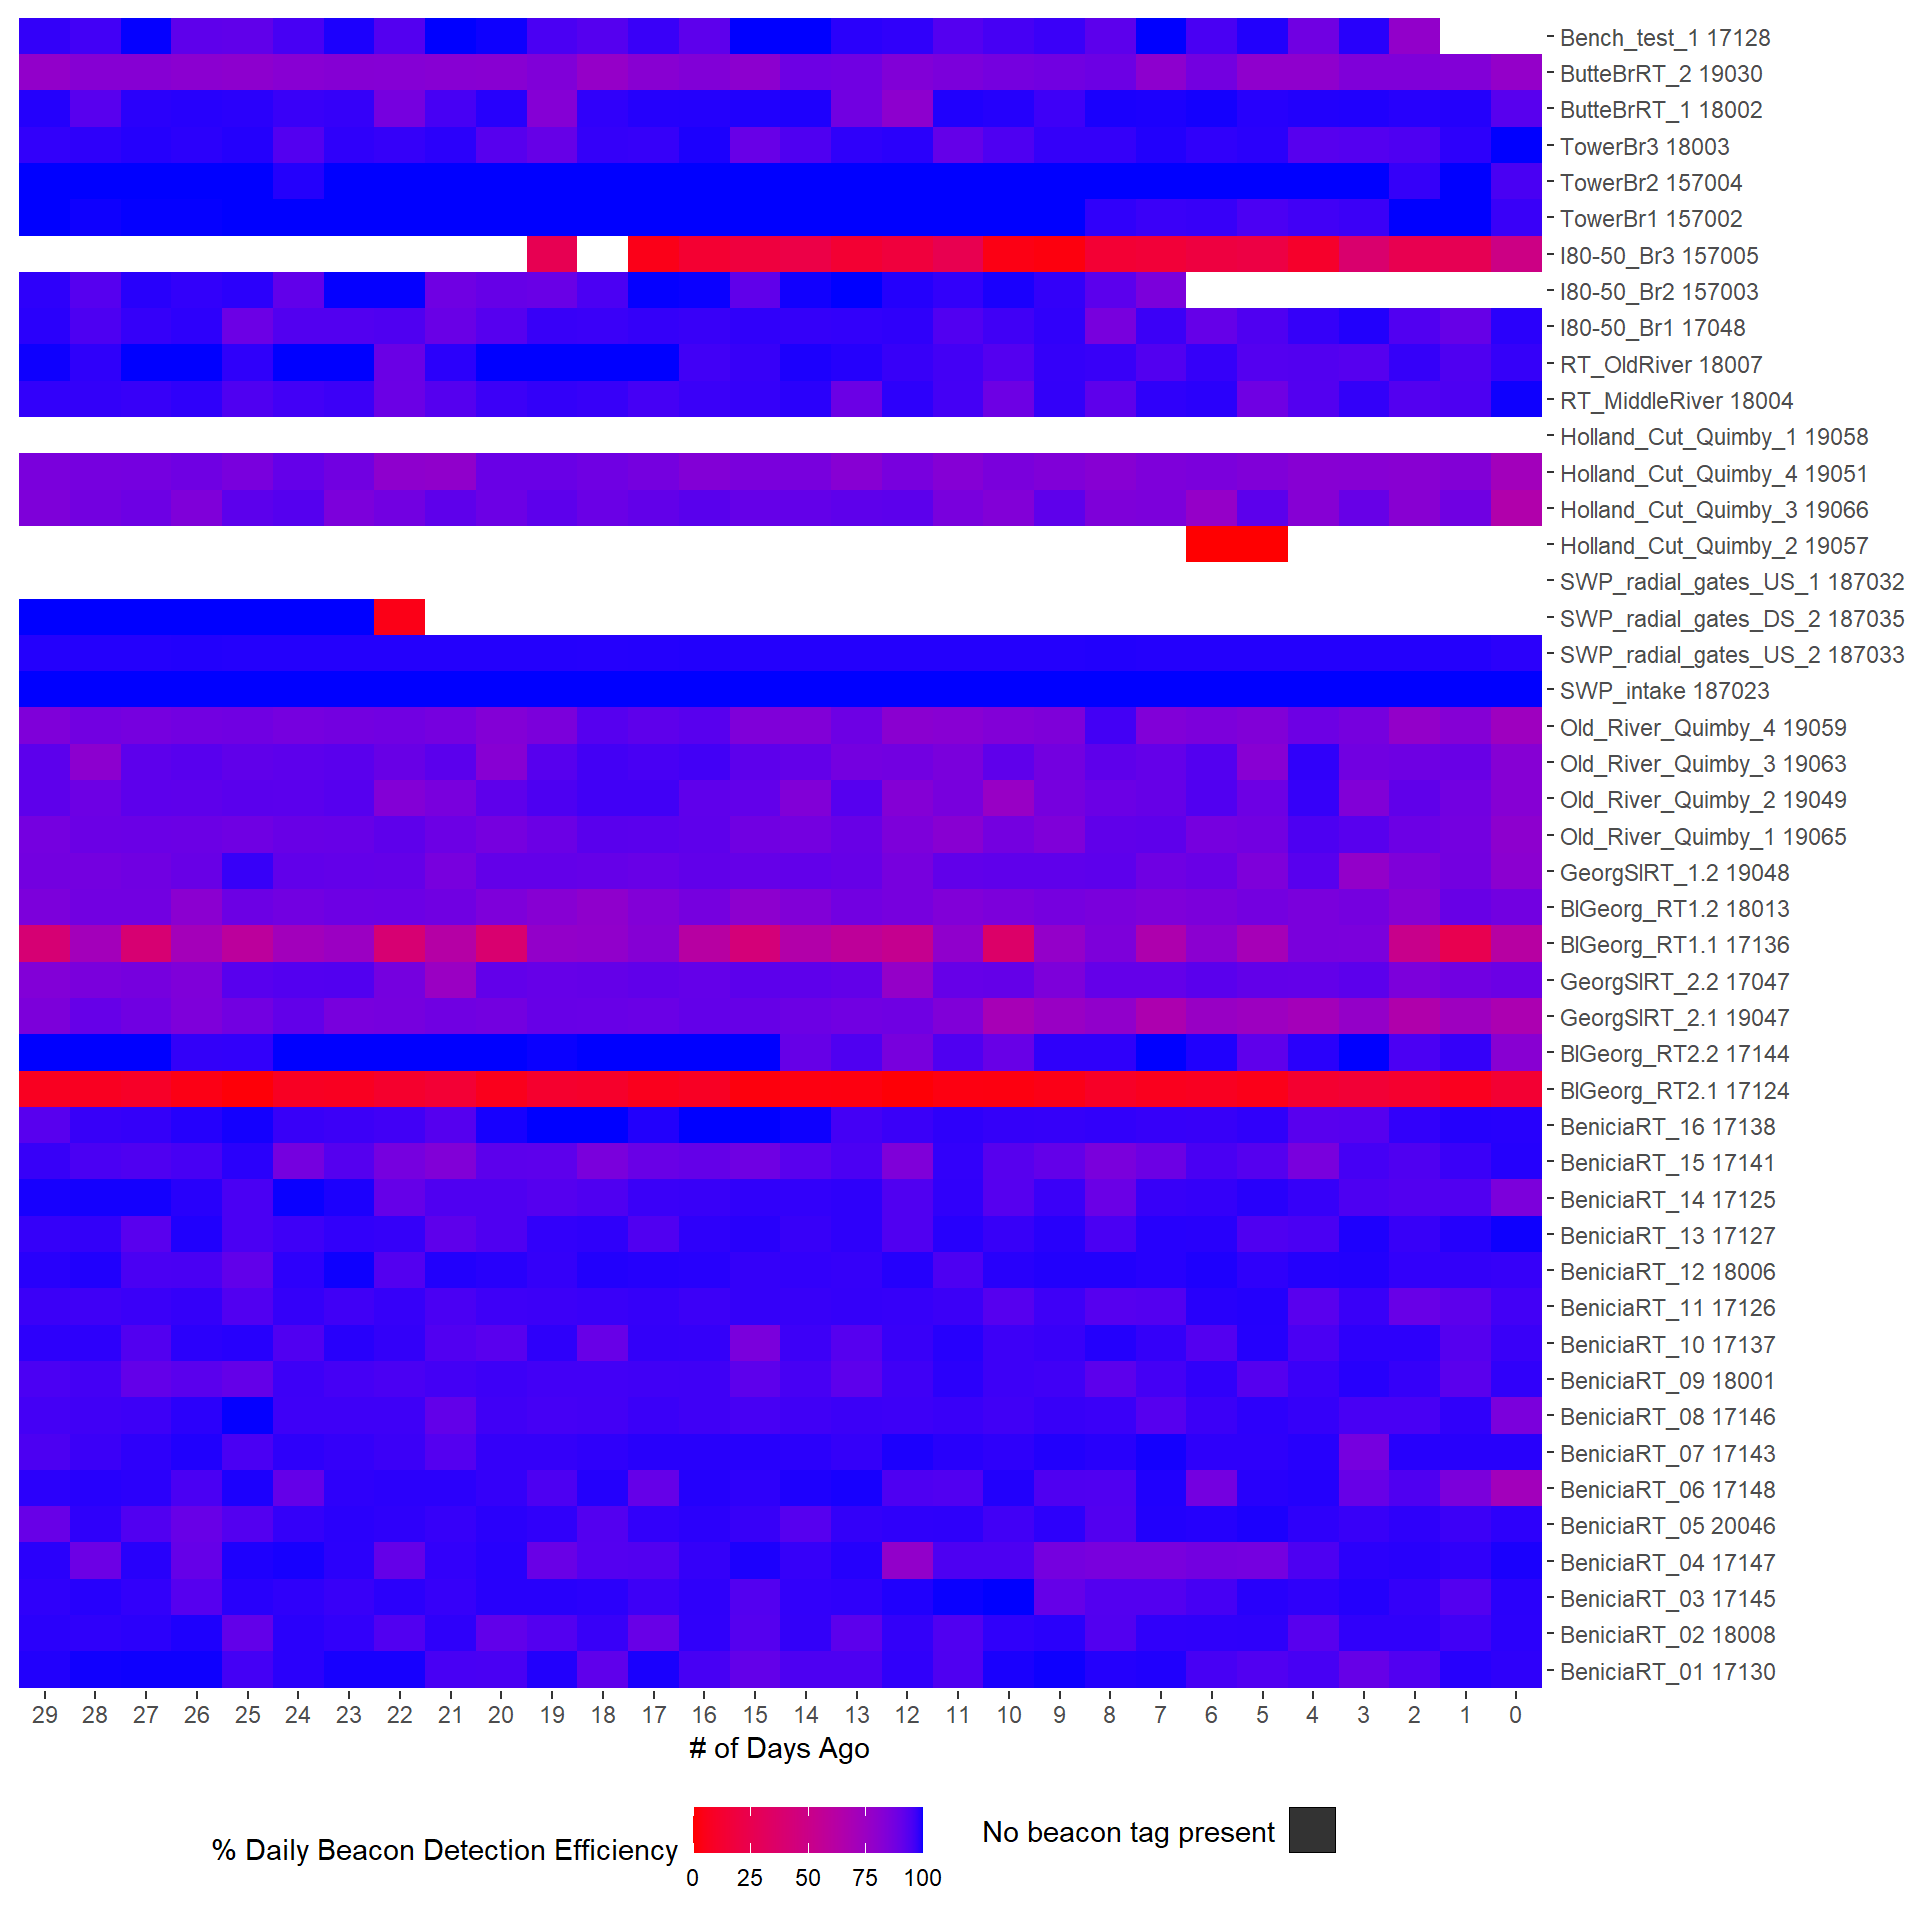 Bench_test_1 17128
ButteBrRT_2 19030
ButteBrRT_1 18002
TowerBr3 18003
TowerBr2 157004
TowerBr1 157002
I80-50_Br3 157005
I80-50_Br2 157003
I80-50_Br1 17048
RT_OldRiver 18007
RT_MiddleRiver 18004
Holland_Cut_Quimby_1 19058
Holland_Cut_Quimby_4 19051
Holland_Cut_Quimby_3 19066
Holland_Cut_Quimby_2 19057
SWP_radial_gates_US_1 187032
SWP_radial_gates_DS_2 187035
SWP_radial_gates_US_2 187033
SWP_intake 187023
Old_River_Quimby_4 19059
Old_River_Quimby_3 19063
Old_River_Quimby_2 19049
Old_River_Quimby_1 19065
GeorgSlRT_1.2 19048
BlGeorg_RT1.2 18013
BlGeorg_RT1.1 17136
GeorgSlRT_2.2 17047
GeorgSlRT_2.1 19047
BlGeorg_RT2.2 17144
BlGeorg_RT2.1 17124
BeniciaRT_16 17138
BeniciaRT_15 17141
BeniciaRT_14 17125
BeniciaRT_13 17127
BeniciaRT_12 18006
BeniciaRT_11 17126
BeniciaRT_10 17137
BeniciaRT_09 18001
BeniciaRT_08 17146
BeniciaRT_07 17143
BeniciaRT_06 17148
BeniciaRT_05 20046
BeniciaRT_04 17147
BeniciaRT_03 17145
BeniciaRT_02 18008
BeniciaRT_01 17130
29 28 27 26 25 24 23 22 21 20 19 18 17 16 15 14 13 12 11 10 9 8 7 6 5 4 3 2 1 0
# of Days Ago
% Daily Beacon Detection Efficiency
0 25 50 75 100
No beacon tag present